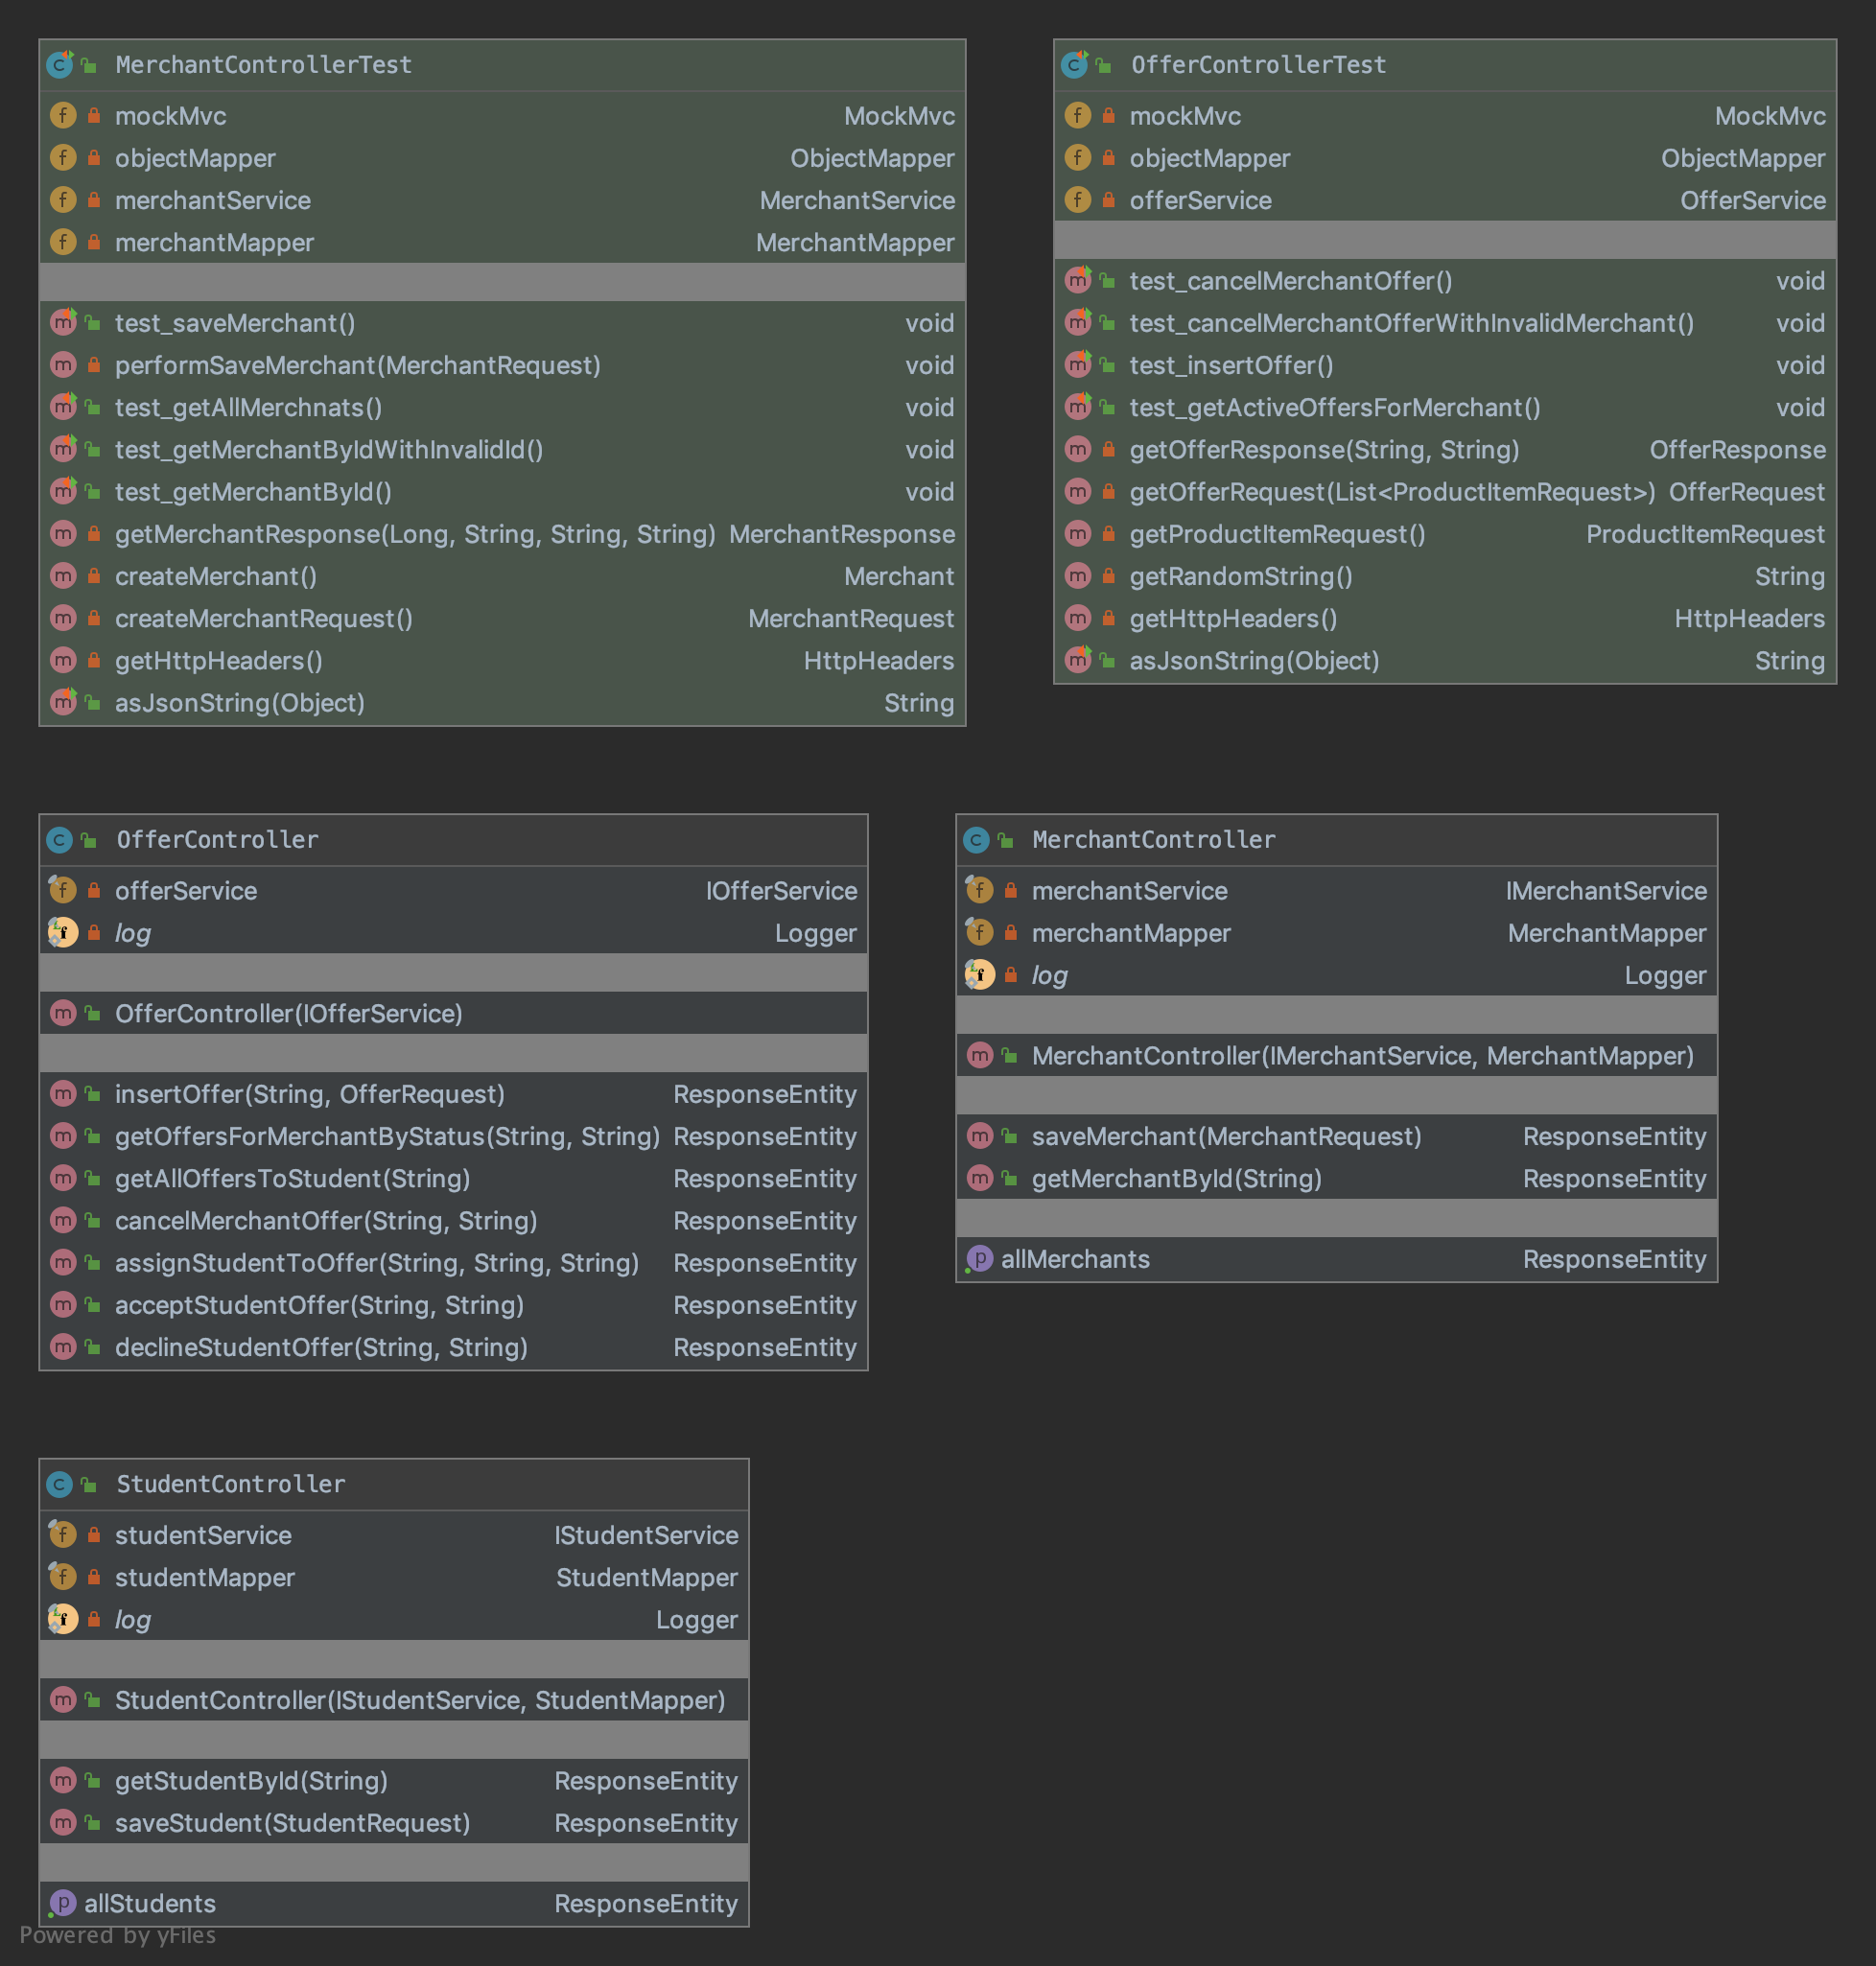 MerchantControllerTest
mockMvc MockMvc
objectMapper ObjectMapper
merchantService MerchantService
merchantMapper MerchantMapper
test_saveMerchant() void
performSaveMerchant(MerchantRequest) void
test_getAllMerchnats() void
test_getMerchantByIdWithInvalidId() void
test_getMerchantById() void
getMerchantResponse(Long, String, String, String) MerchantResponse
createMerchant() Merchant
createMerchantRequest() MerchantRequest
getHttpHeaders() HttpHeaders
asJsonString(Object) String
OfferControllerTest
mockMvc MockMvc
objectMapper ObjectMapper
offerService OfferService
test_cancelMerchantOffer() void
test_cancelMerchantOfferWithInvalidMerchant() void
test_insertOffer() void
test_getActiveOffersForMerchant() void
getOfferResponse(String, String) OfferResponse
getOfferRequest(List<ProductItemRequest>) OfferRequest
getProductItemRequest() ProductItemRequest
getRandomString() String
getHttpHeaders() HttpHeaders
asJsonString(Object) String
OfferController
offerService IOfferService
log Logger
OfferController(IOfferService)
insertOffer(String, OfferRequest) ResponseEntity
getOffersForMerchantByStatus(String, String) ResponseEntity
getAllOffersToStudent(String) ResponseEntity
cancelMerchantOffer(String, String) ResponseEntity
assignStudentToOffer(String, String, String) ResponseEntity
acceptStudentOffer(String, String) ResponseEntity
declineStudentOffer(String, String) ResponseEntity
MerchantController
merchantService IMerchantService
merchantMapper MerchantMapper
log Logger
MerchantController(IMerchantService, MerchantMapper)
saveMerchant(MerchantRequest) ResponseEntity
getMerchantById(String) ResponseEntity
allMerchants ResponseEntity
StudentController
studentService IStudentService
studentMapper StudentMapper
log Logger
StudentController(IStudentService, StudentMapper)
getStudentById(String) ResponseEntity
saveStudent(StudentRequest) ResponseEntity
allStudents ResponseEntity
Powered by yFiles